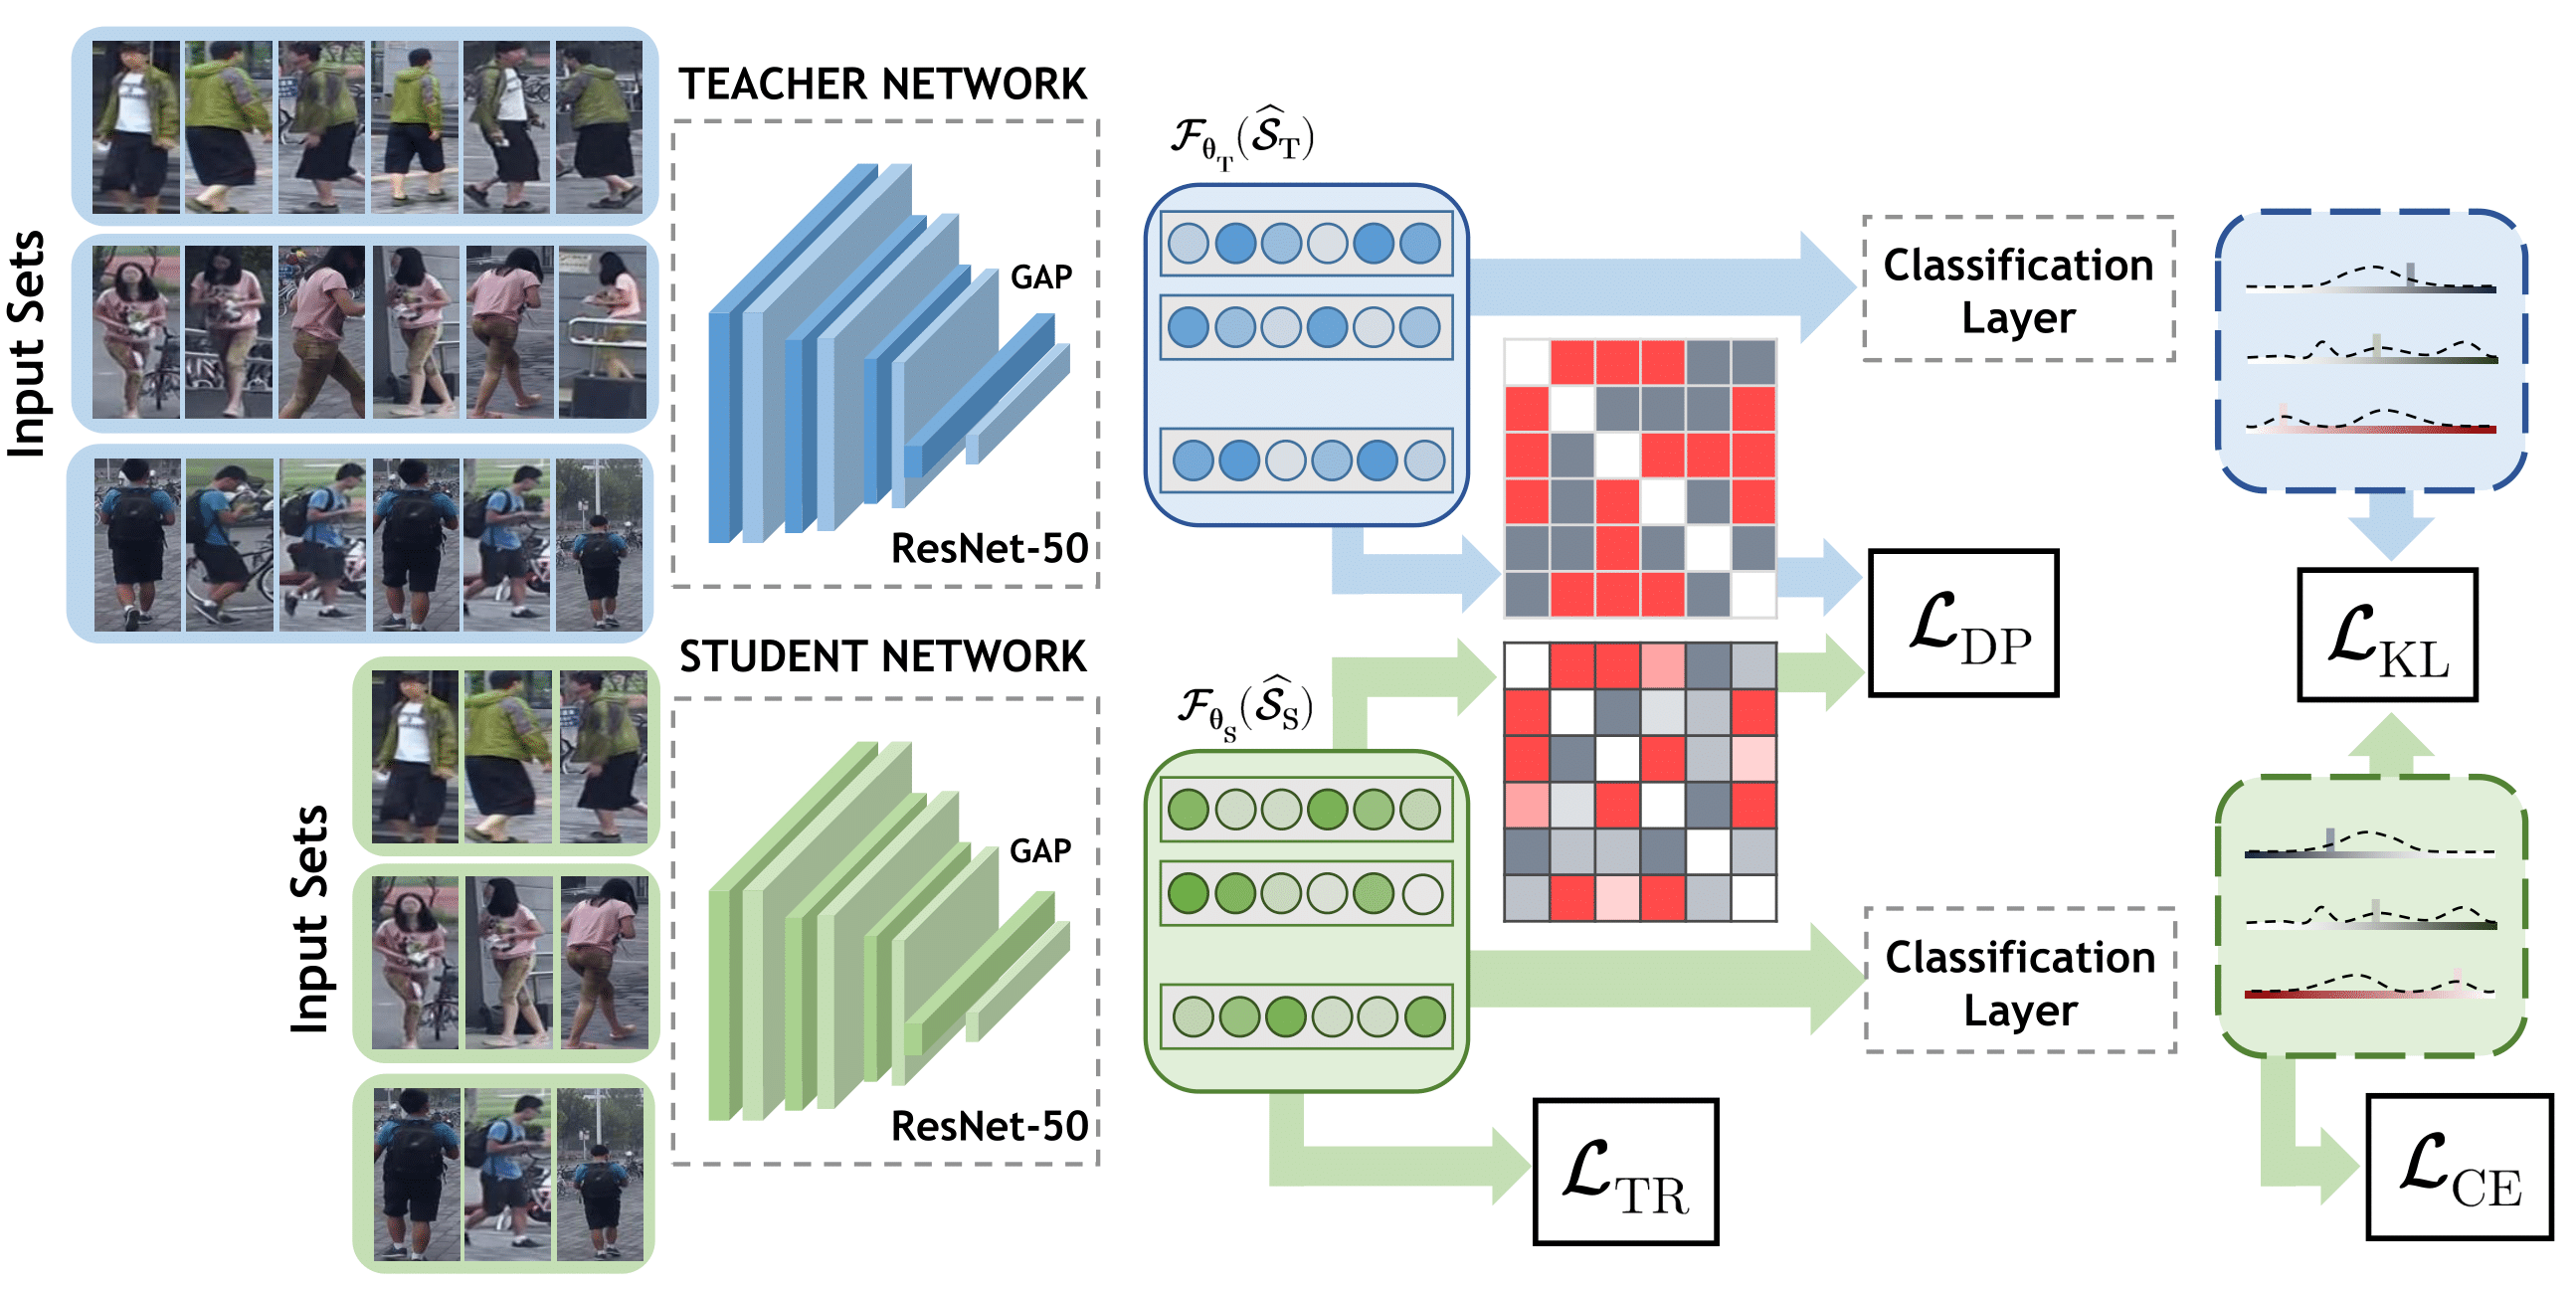 Input Sets
TEACHER NETWORK
GAP
ResNet-50
$\mathcal{F}_{\theta_T}(\widehat{\mathcal{S}}_T)$
Classification
Layer
$\mathcal{L}_{DP}$
$\mathcal{L}_{KL}$
Input Sets
STUDENT NETWORK
GAP
ResNet-50
$\mathcal{F}_{\theta_S}(\widehat{\mathcal{S}}_S)$
Classification
Layer
$\mathcal{L}_{TR}$
$\mathcal{L}_{CE}$